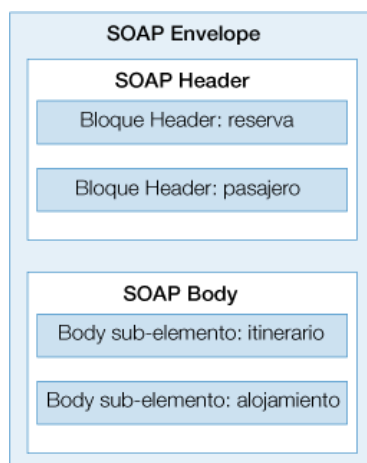 SOAP Envelope
SOAP Header
Bloque Header: reserva
Bloque Header: pasajero
SOAP Body
Body sub-elemento: itinerario
Body sub-elemento: alojamiento